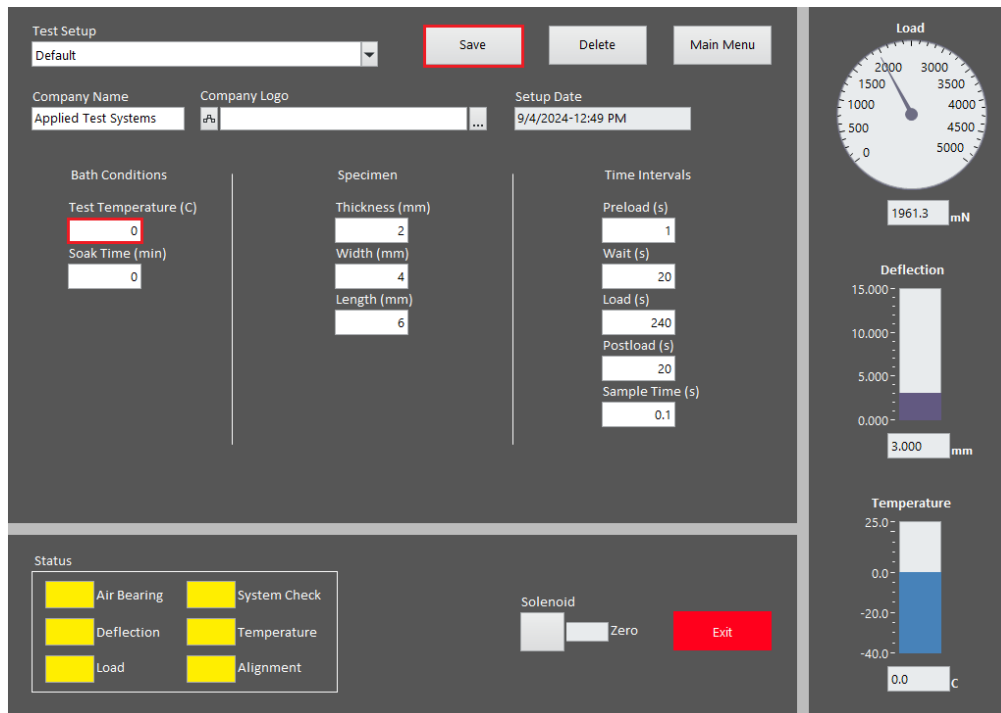 Test Setup
Default
Save
Delete
Main Menu
Company Name
Company Logo
Setup Date
Applied Test Systems
...
9/4/2024-12:49 PM
Bath Conditions
Specimen
Time Intervals
Test Temperature (C)
Thickness (mm)
Preload (s)
0
2
1
Soak Time (min)
Width (mm)
Wait (s)
0
4
20
Length (mm)
Load (s)
6
240
Postload (s)
20
Sample Time (s)
0.1
Status
Air Bearing
System Check
Deflection
Temperature
Load
Alignment
Solenoid
Zero
Exit
Load
2000 3000
1500 3500
1000 4000
500 4500
0 5000
1961.3 mN
Deflection
15.000
10.000
5.000
0.000
3.000 mm
Temperature
25.0
0.0
-20.0
-40.0
0.0 C